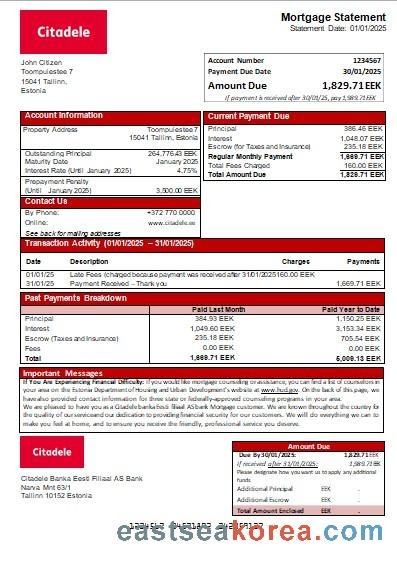 Citadele
Mortgage Statement
Statement Date: 01/01/2025
John Citizen
Toompulestee 7
15041 Tallinn,
Estonia
Account Number 1234567
Payment Due Date 30/01/2025
Amount Due 1,829.71 EEK
If payment is received after 30/01/25, pay 1,989.71 EEK
Account Information
Property Address Toompulestee 7
15041 Tallinn, Estonia
Outstanding Principal 264,776.43 EEK
Maturity Date January 2025
Interest Rate (Until January 2025) 4.75%
Prepayment Penalty
(Until January 2025) 3,500.00 EEK
Contact Us
By Phone: +372 770 0000
Online: www.citadele.ee
See back for mailing addresses
Current Payment Due
Principal 386.46 EEK
Interest 1,048.07 EEK
Escrow (for Taxes and Insurance) 235.18 EEK
Regular Monthly Payment 1,669.71 EEK
Total Fees Charged 160.00 EEK
Total Amount Due 1,829.71 EEK
Transaction Activity (01/01/2025 – 31/01/2025)
Date Description Charges Payments
01/01/25 Late Fees (charged because payment was received after 31/01/2025 160.00 EEK
31/01/25 Payment Received – Thank you 1,669.71 EEK
Past Payments Breakdown
Paid Last Month Paid Year to Date
Principal 384.93 EEK 1,150.25 EEK
Interest 1,049.60 EEK 3,153.34 EEK
Escrow (Taxes and Insurance) 235.18 EEK 705.54 EEK
Fees 0.00 EEK 0.00 EEK
Total 1,669.71 EEK 5,009.13 EEK
Important Messages
If You Are Experiencing Financial Difficulty: If you would like mortgage counseling or assistance, you can find a list of counselors in
your area on the Estonia Department of Housing and Urban Development's website at www.hud.gov. On the back of this page, we
have also provided contact information for three state or federally-approved counseling programs in your area.
We are pleased to have you as a Citadele banka Eesti filiaal AS bank Mortgage customer. We are known throughout the country for
the quality of our service and our dedication to providing financial security for our customers. We will do everything we can to
make you feel at home, and to ensure you receive the friendly, professional service you deserve.
Citadele
Citadele Banka Eesti Filiaal AS Bank
Narva Mnt 63/1
Tallinn 10152 Estonia
Amount Due
Due By 30/01/2025: 1,829.71 EEK
If received after 31/01/2025: 1,989.71 EEK
Please designate how you want us to apply any additional
funds.
Additional Principal EEK .
Additional Escrow EEK .
Total Amount Enclosed EEK .
eastseakorea.com